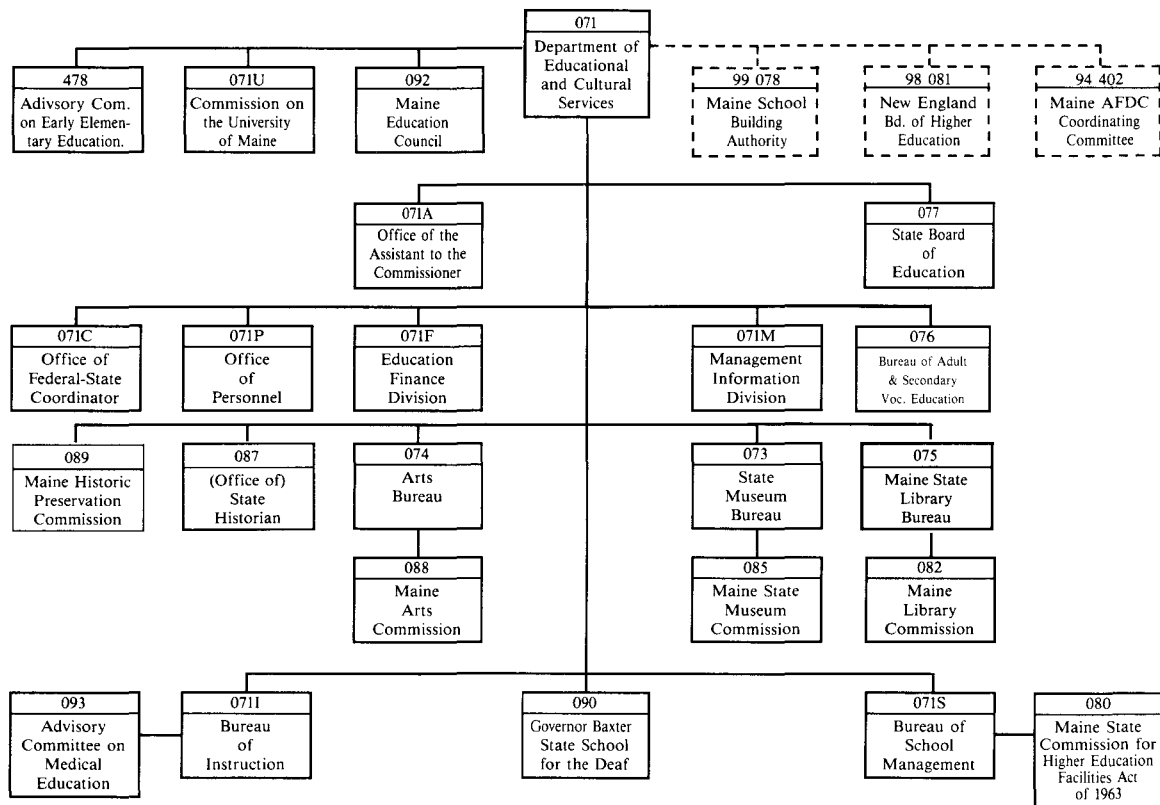 071
Department of
Educational
and Cultural
Services
478
Adivsory Com.
on Early Elemen-
tary Education.
071U
Commission on
the University
of Maine
092
Maine
Education
Council
99 078
Maine School
Building
Authority
98 081
New England
Bd. of Higher
Education
94 402
Maine AFDC
Coordinating
Committee
071A
Office of the
Assistant to the
Commissioner
077
State Board
of
Education
071C
Office of
Federal-State
Coordinator
071P
Office
of
Personnel
071F
Education
Finance
Division
071M
Management
Information
Division
076
Bureau of Adult
& Secondary
Voc. Education
089
Maine Historic
Preservation
Commission
087
(Office of)
State
Historian
074
Arts
Bureau
073
State
Museum
Bureau
075
Maine State
Library
Bureau
088
Maine
Arts
Commission
085
Maine State
Museum
Commission
082
Maine
Library
Commission
093
Advisory
Committee on
Medical
Education
071I
Bureau
of
Instruction
090
Governor Baxter
State School
for the Deaf
071S
Bureau of
School
Management
080
Maine State
Commission for
Higher Education
Facilities Act
of 1963